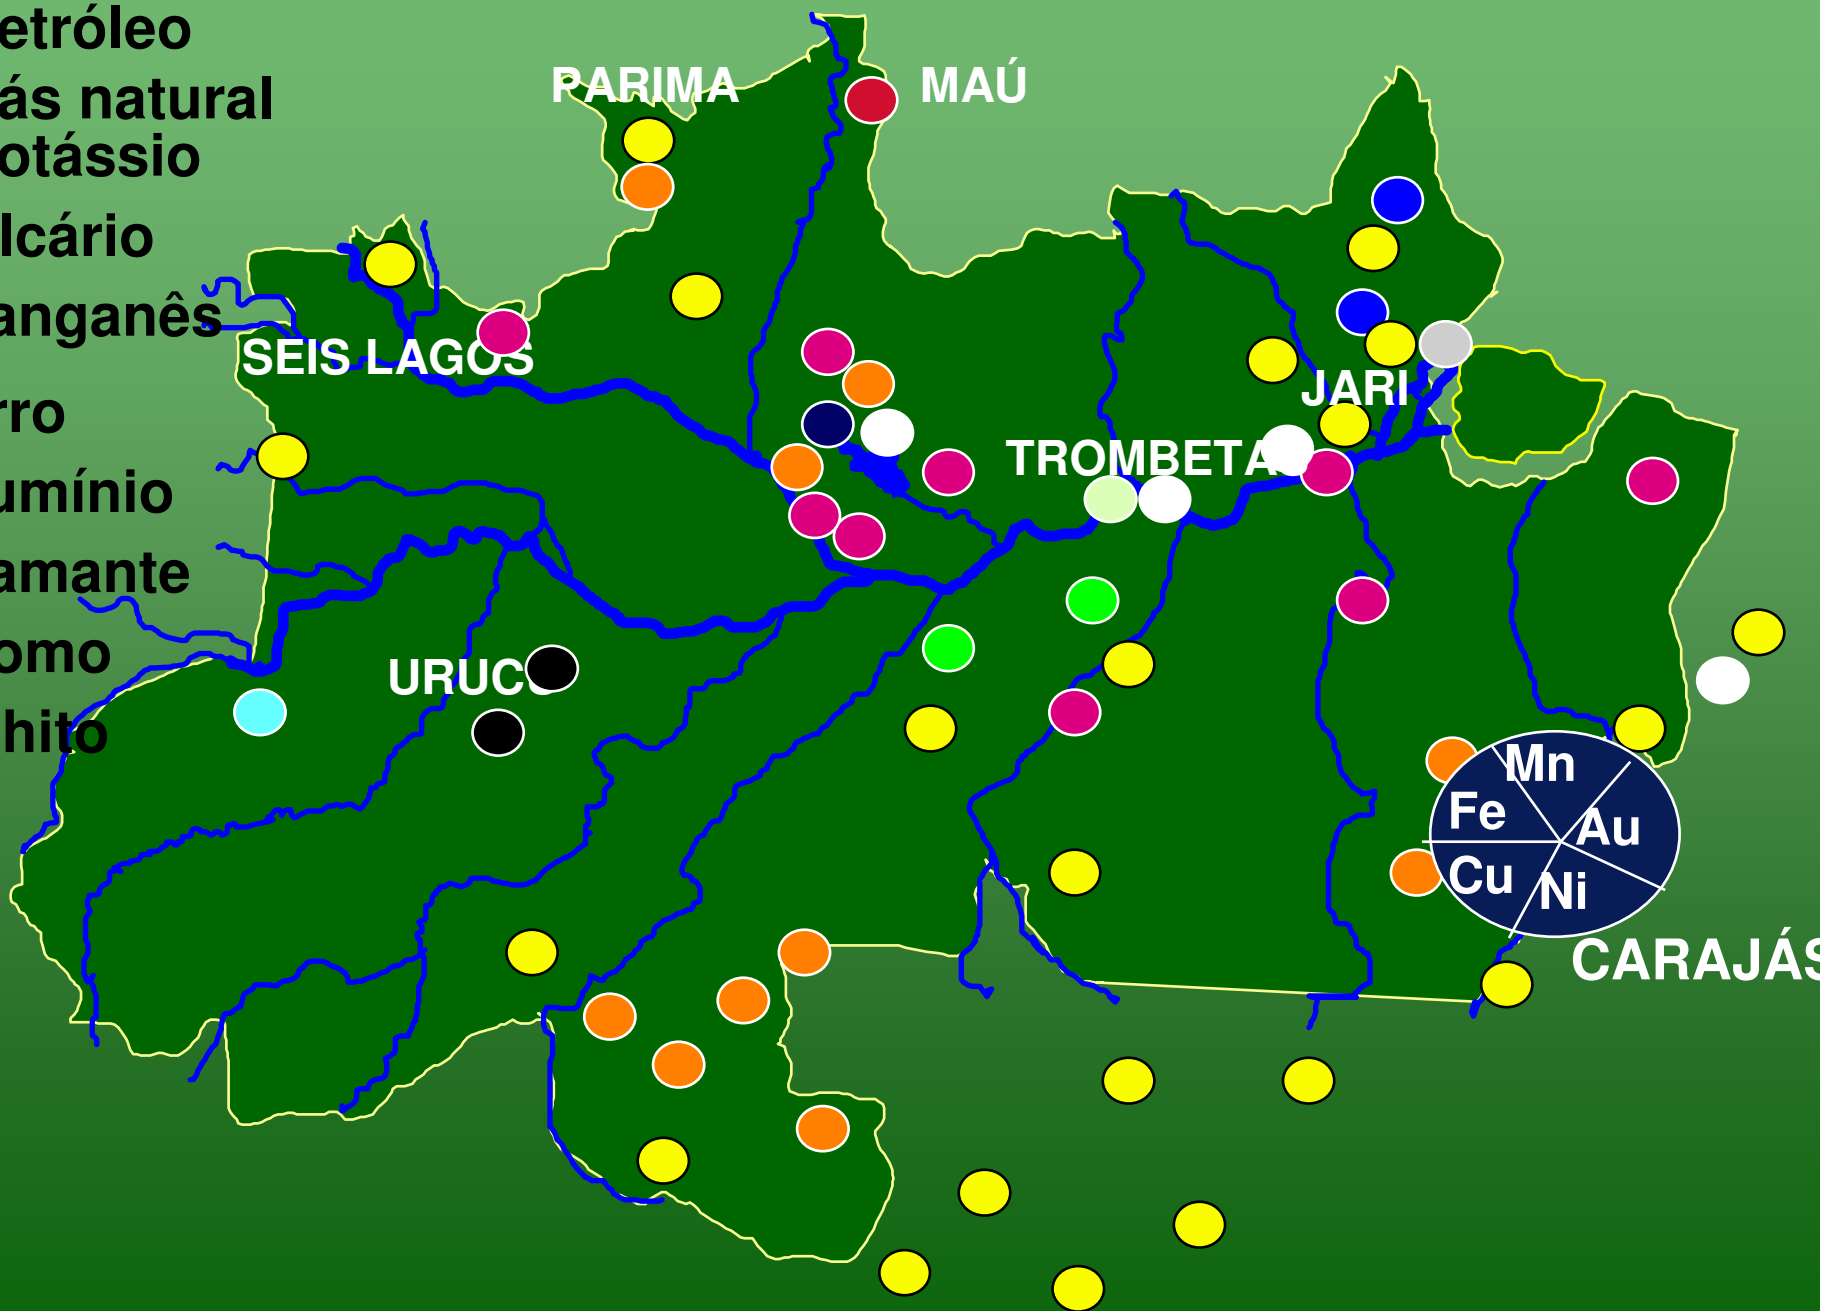 etróleo
ás natural
otássio
lcário
anganês
rro
umínio
amante
omo
hito
PARIMA
MAÚ
SEIS LAGOS
JARI
TROMBETA
URUCU
Mn
Fe
Au
Cu
Ni
CARAJÁS